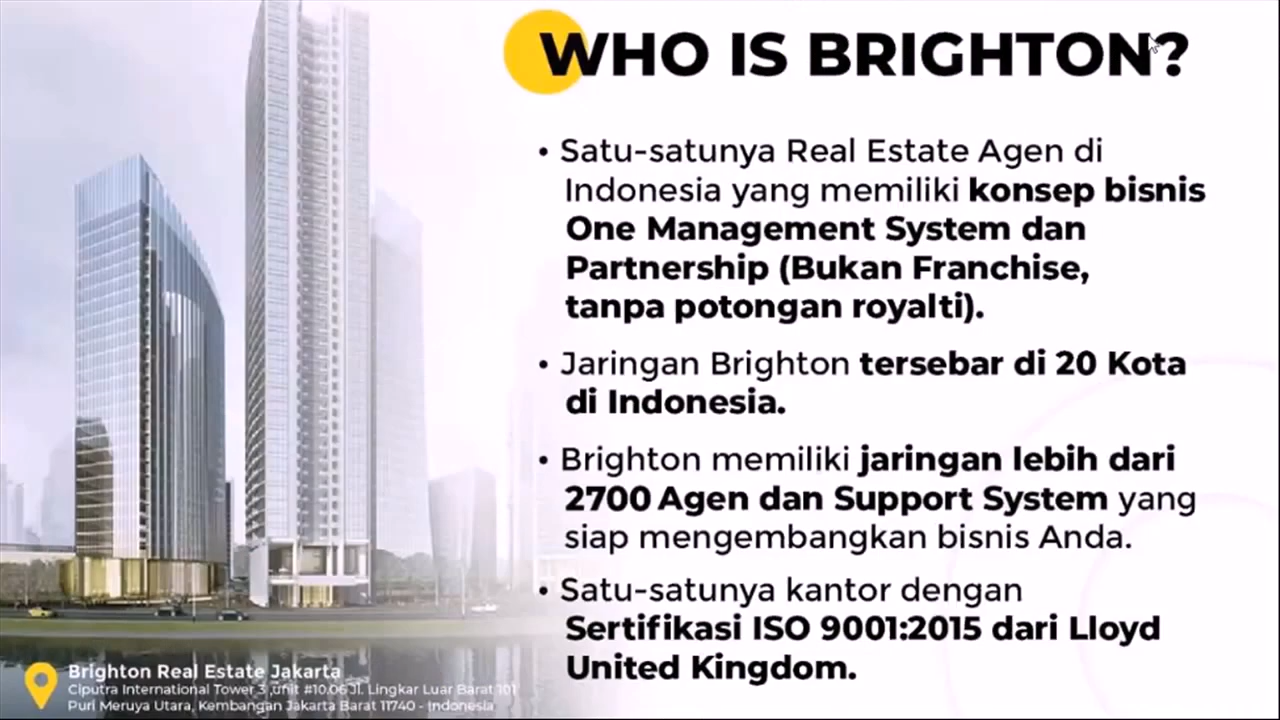 WHO IS BRIGHTON?
• Satu-satunya Real Estate Agen di
Indonesia yang memiliki konsep bisnis
One Management System dan
Partnership (Bukan Franchise,
tanpa potongan royalti).
• Jaringan Brighton tersebar di 20 Kota
di Indonesia.
• Brighton memiliki jaringan lebih dari
2700 Agen dan Support System yang
siap mengembangkan bisnis Anda.
• Satu-satunya kantor dengan
Sertifikasi ISO 9001:2015 dari Lloyd
United Kingdom.
Brighton Real Estate Jakarta
Ciputra International Tower 3 ,unit #10.06 Jl. Lingkar Luar Barat 101
Puri Meruya Utara, Kembangan Jakarta Barat 11740 - Indonesia